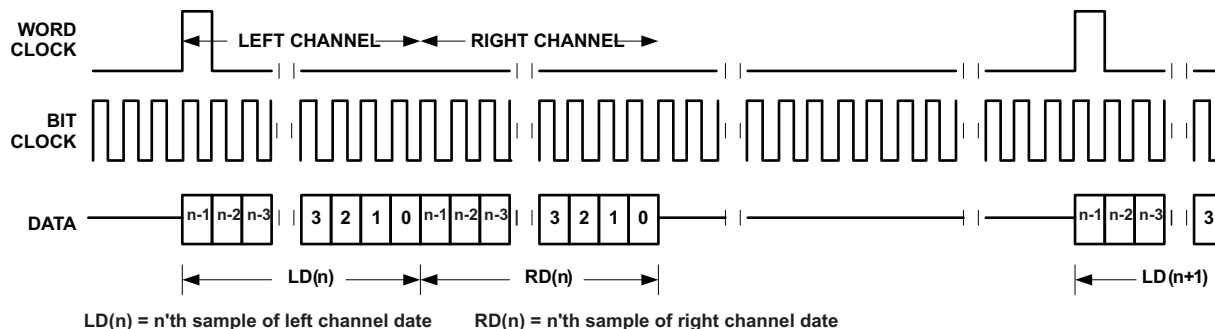 WORD CLOCK
LEFT CHANNEL RIGHT CHANNEL
BIT CLOCK
DATA
n-1 n-2 n-3 3 2 1 0 n-1 n-2 n-3 3 2 1 0 n-1 n-2 n-3 3
LD(n) RD(n) LD(n+1)
LD(n) = n'th sample of left channel date RD(n) = n'th sample of right channel date